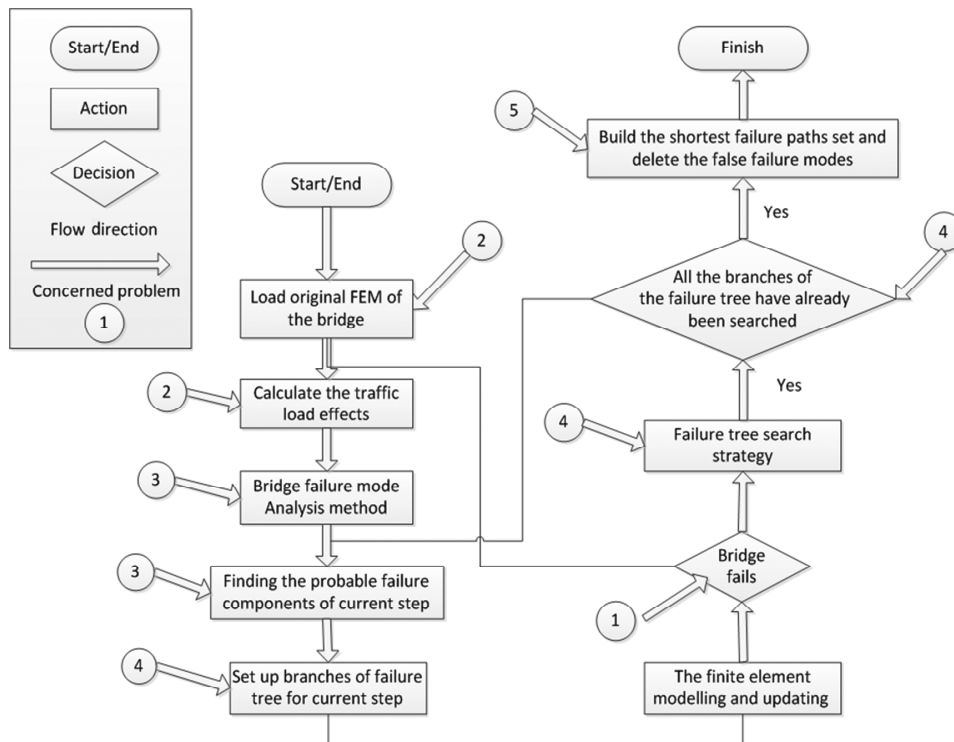 Start/End
Action
Decision
Flow direction
Concerned problem
1
Start/End
2
Load original FEM of
the bridge
2
Calculate the traffic
load effects
3
Bridge failure mode
Analysis method
3
Finding the probable failure
components of current step
4
Set up branches of failure
tree for current step
Finish
5
Build the shortest failure paths set and
delete the false failure modes
Yes
4
All the branches of
the failure tree have already
been searched
Yes
4
Failure tree search
strategy
Bridge
fails
1
The finite element
modelling and updating